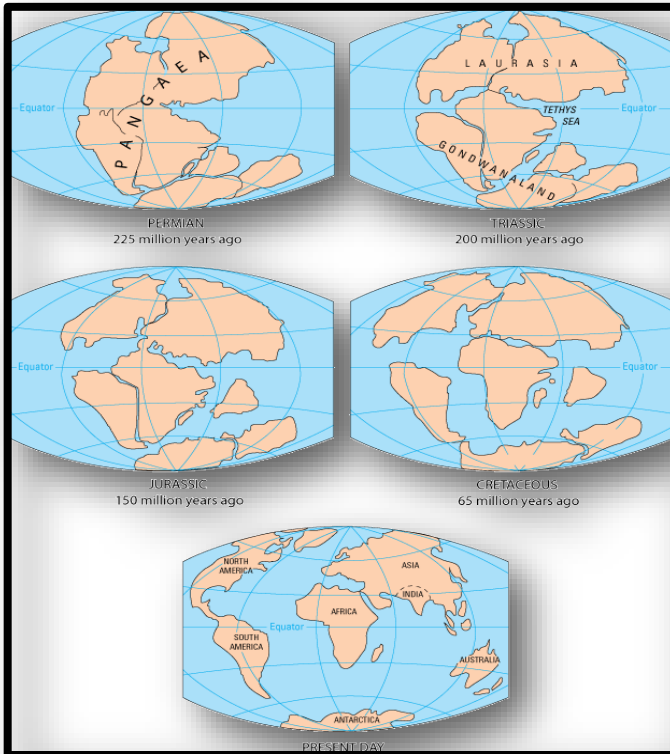 PANGAEA
Equator
PERMIAN
225 million years ago
LAURASIA
TETHYS
SEA
Equator
GONDWANALAND
TRIASSIC
200 million years ago
Equator
JURASSIC
150 million years ago
Equator
CRETACEOUS
65 million years ago
NORTH
AMERICA
ASIA
INDIA
AFRICA
Equator
SOUTH
AMERICA
AUSTRALIA
ANTARCTICA
PRESENT DAY